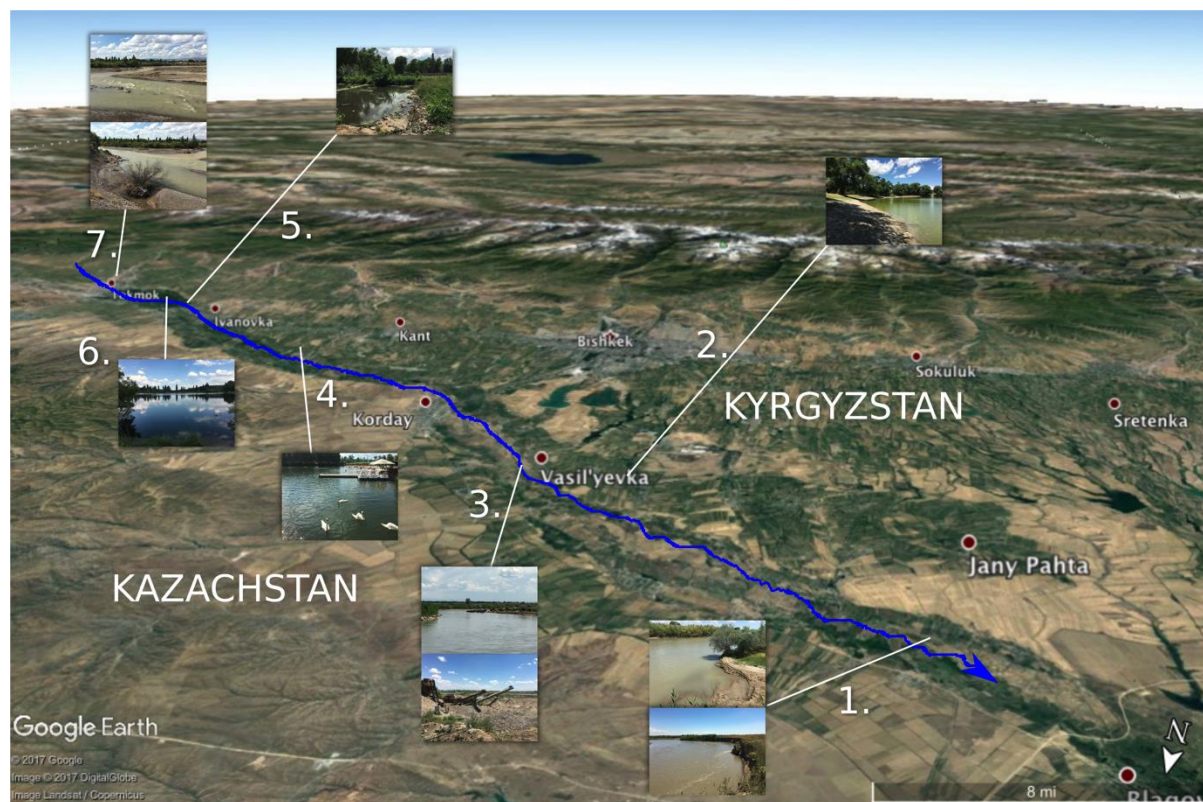 7.
5.
Tokmok
Ivanovka
6.
Kant
Bishkek
2.
Sokuluk
4.
Korday
KYRGYZSTAN
Sretenka
Vasil'yevka
3.
Jany Pahta
KAZACHSTAN
1.
Google Earth
N
© 2017 Google
Image © 2017 DigitalGlobe
Image Landsat / Copernicus
8 mi